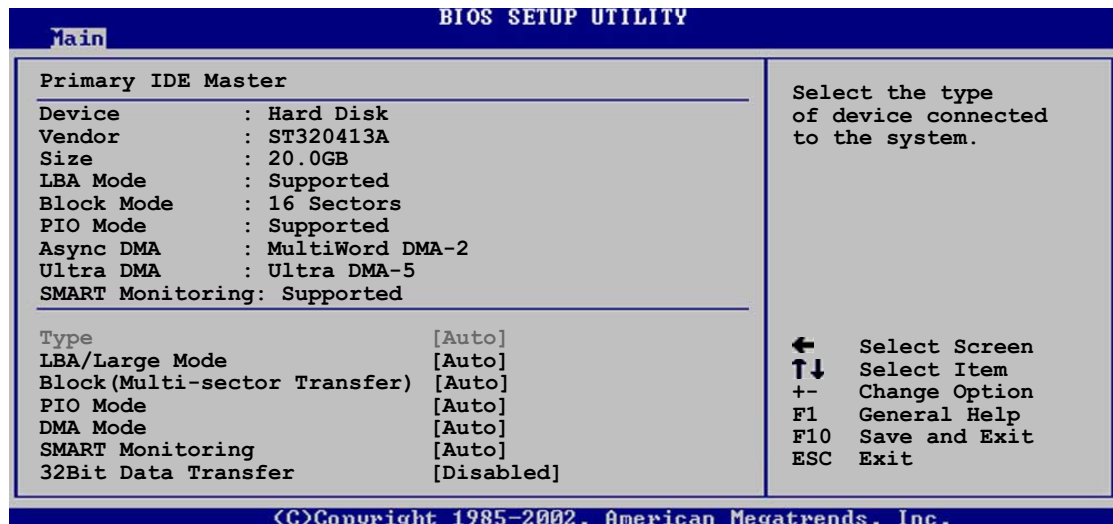 BIOS SETUP UTILITY
Main
Primary IDE Master
Device : Hard Disk
Vendor : ST320413A
Size : 20.0GB
LBA Mode : Supported
Block Mode : 16 Sectors
PIO Mode : Supported
Async DMA : MultiWord DMA-2
Ultra DMA : Ultra DMA-5
SMART Monitoring: Supported
Type [Auto]
LBA/Large Mode [Auto]
Block(Multi-sector Transfer) [Auto]
PIO Mode [Auto]
DMA Mode [Auto]
SMART Monitoring [Auto]
32Bit Data Transfer [Disabled]
Select the type
of device connected
to the system.
← Select Screen
↑↓ Select Item
+- Change Option
F1 General Help
F10 Save and Exit
ESC Exit
(C)Copyright 1985-2002, American Megatrends, Inc.